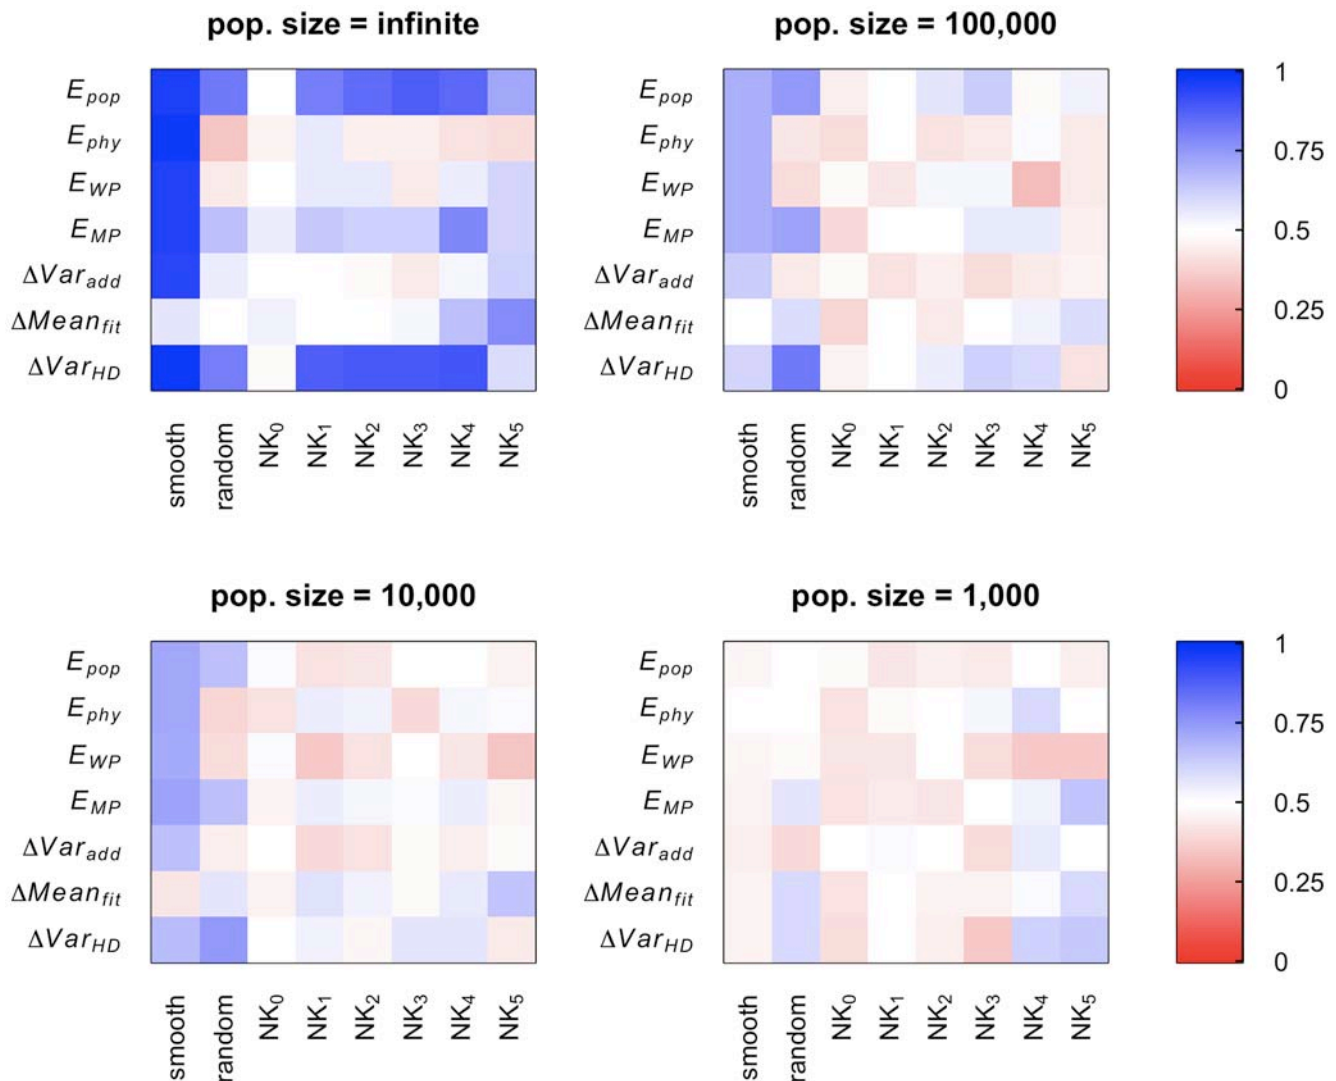 pop. size = infinite
pop. size = 100,000
E_pop
E_phy
E_WP
E_MP
ΔVar_add
ΔMean_fit
ΔVar_HD
smooth
random
NK₀
NK₁
NK₂
NK₃
NK₄
NK₅
E_pop
E_phy
E_WP
E_MP
ΔVar_add
ΔMean_fit
ΔVar_HD
smooth
random
NK₀
NK₁
NK₂
NK₃
NK₄
NK₅
1
0.75
0.5
0.25
0
pop. size = 10,000
pop. size = 1,000
E_pop
E_phy
E_WP
E_MP
ΔVar_add
ΔMean_fit
ΔVar_HD
smooth
random
NK₀
NK₁
NK₂
NK₃
NK₄
NK₅
E_pop
E_phy
E_WP
E_MP
ΔVar_add
ΔMean_fit
ΔVar_HD
smooth
random
NK₀
NK₁
NK₂
NK₃
NK₄
NK₅
1
0.75
0.5
0.25
0